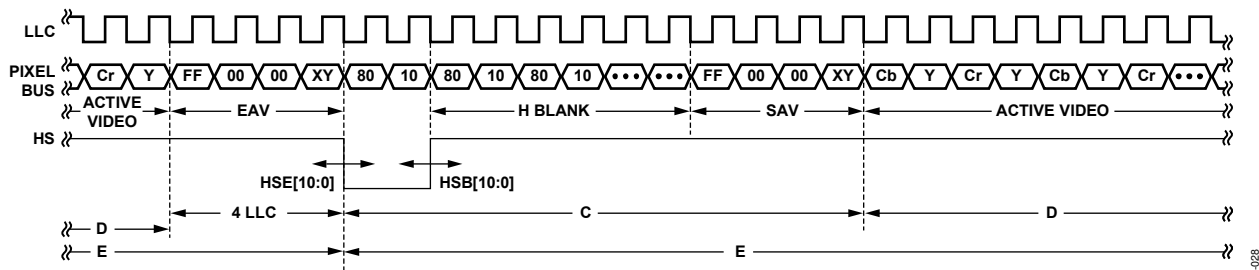 LLC
PIXEL BUS Cr Y FF 00 00 XY 80 10 80 10 80 10 ••• ••• FF 00 00 XY Cb Y Cr Y Cb Y Cr •••
ACTIVE VIDEO EAV H BLANK SAV ACTIVE VIDEO
HS
HSE[10:0] HSB[10:0]
4 LLC C D
D
E E
-028